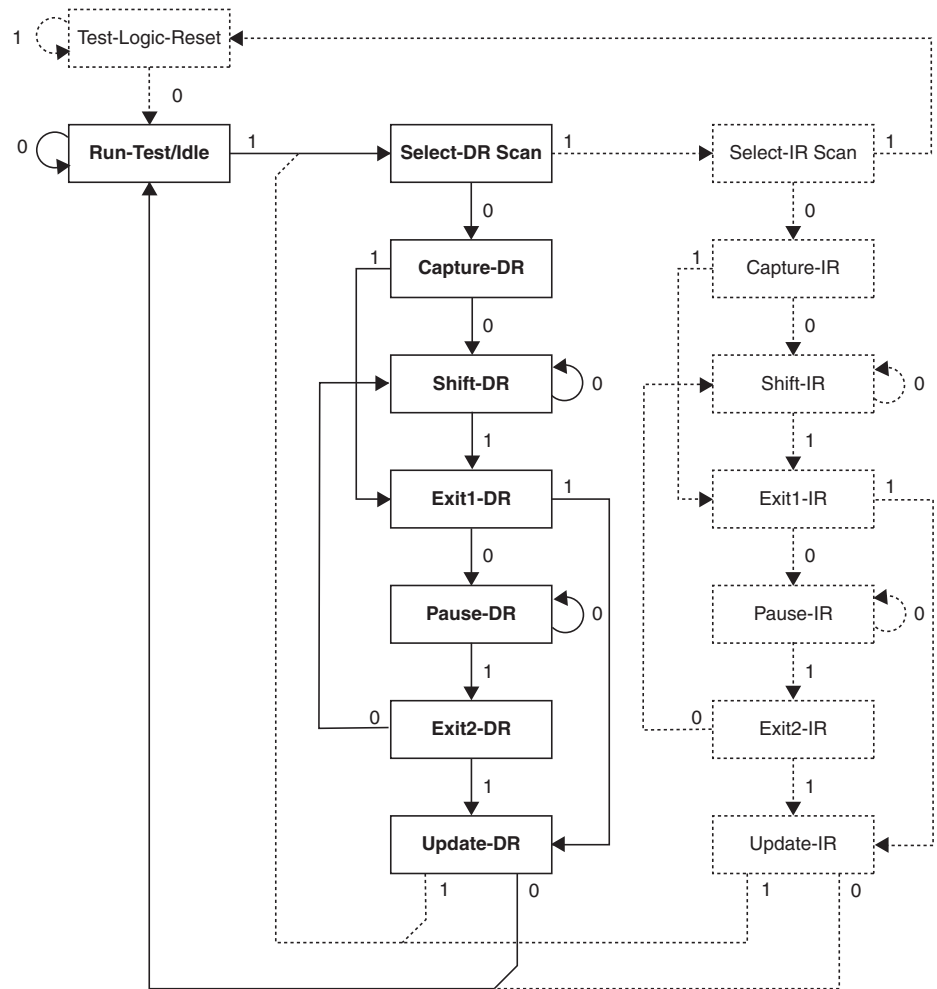 Test-Logic-Reset
1
0
0
Run-Test/Idle
1
Select-DR Scan
1
Select-IR Scan
1
0
0
1
Capture-DR
1
Capture-IR
0
0
Shift-DR
0
Shift-IR
0
1
1
Exit1-DR
1
Exit1-IR
1
0
0
Pause-DR
0
Pause-IR
0
1
1
0
Exit2-DR
0
Exit2-IR
1
1
Update-DR
Update-IR
1
0
1
0